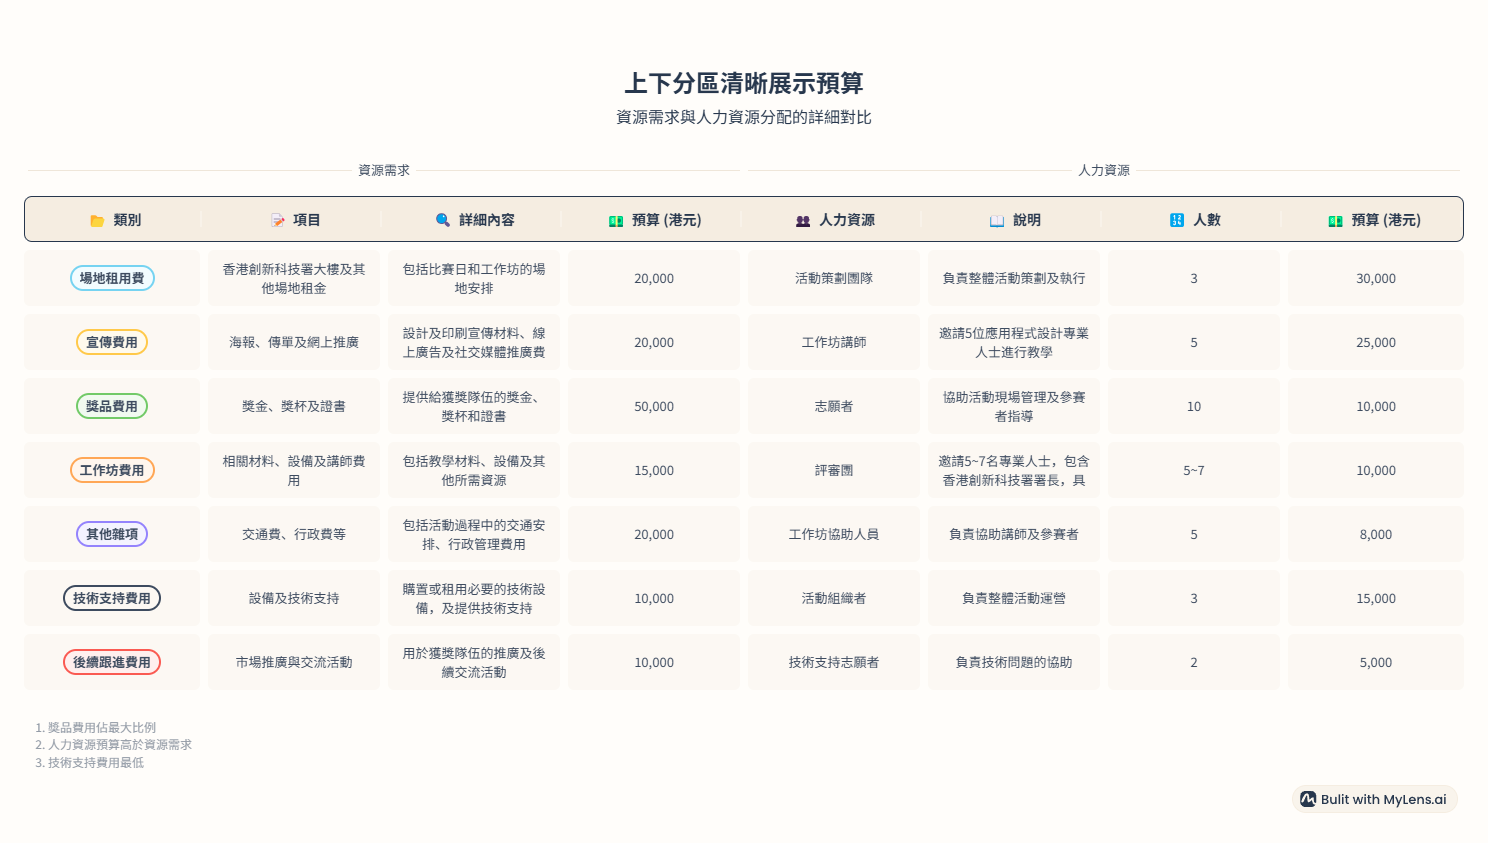 上下分區清晰展示預算
資源需求與人力資源分配的詳細對比
資源需求
人力資源
類別
項目
詳細內容
預算 (港元)
人力資源
說明
人數
預算 (港元)
場地租用費
香港創新科技署大樓及其
他場地租金
包括比賽日和工作坊的場
地安排
20,000
活動策劃團隊
負責整體活動策劃及執行
3
30,000
宣傳費用
海報、傳單及網上推廣
設計及印刷宣傳材料、線
上廣告及社交媒體推廣費
20,000
工作坊講師
邀請5位應用程式設計專業
人士進行教學
5
25,000
獎品費用
獎金、獎杯及證書
提供給獲獎隊伍的獎金、
獎杯和證書
50,000
志願者
協助活動現場管理及參賽
者指導
10
10,000
工作坊費用
相關材料、設備及講師費
用
包括教學材料、設備及其
他所需資源
15,000
評審團
邀請5~7名專業人士，包含
香港創新科技署署長，具
5~7
10,000
其他雜項
交通費、行政費等
包括活動過程中的交通安
排、行政管理費用
20,000
工作坊協助人員
負責協助講師及參賽者
5
8,000
技術支持費用
設備及技術支持
購置或租用必要的技術設
備，及提供技術支持
10,000
活動組織者
負責整體活動運營
3
15,000
後續跟進費用
市場推廣與交流活動
用於獲獎隊伍的推廣及後
續交流活動
10,000
技術支持志願者
負責技術問題的協助
2
5,000
1. 獎品費用佔最大比例
2. 人力資源預算高於資源需求
3. 技術支持費用最低
Bulit with MyLens.ai